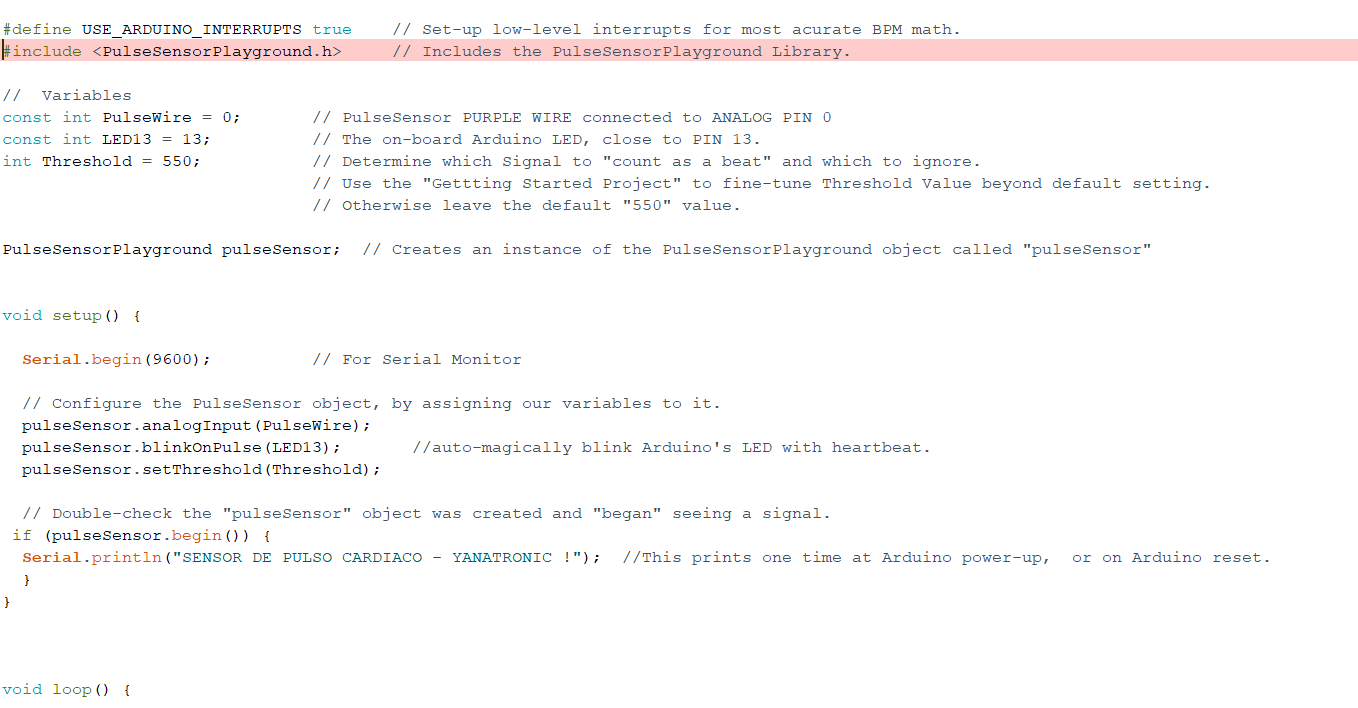 #define USE_ARDUINO_INTERRUPTS true    // Set-up low-level interrupts for most acurate BPM math.
#include <PulseSensorPlayground.h>     // Includes the PulseSensorPlayground Library.
//  Variables
const int PulseWire = 0;       // PulseSensor PURPLE WIRE connected to ANALOG PIN 0
const int LED13 = 13;          // The on-board Arduino LED, close to PIN 13.
int Threshold = 550;           // Determine which Signal to "count as a beat" and which to ignore.
                               // Use the "Gettting Started Project" to fine-tune Threshold Value beyond default setting.
                               // Otherwise leave the default "550" value.
PulseSensorPlayground pulseSensor;  // Creates an instance of the PulseSensorPlayground object called "pulseSensor"
void setup() {
  Serial.begin(9600);          // For Serial Monitor
  // Configure the PulseSensor object, by assigning our variables to it.
  pulseSensor.analogInput(PulseWire);
  pulseSensor.blinkOnPulse(LED13);       //auto-magically blink Arduino's LED with heartbeat.
  pulseSensor.setThreshold(Threshold);
  // Double-check the "pulseSensor" object was created and "began" seeing a signal.
 if (pulseSensor.begin()) {
  Serial.println("SENSOR DE PULSO CARDIACO - YANATRONIC !");  //This prints one time at Arduino power-up,  or on Arduino reset.
  }
}
void loop() {